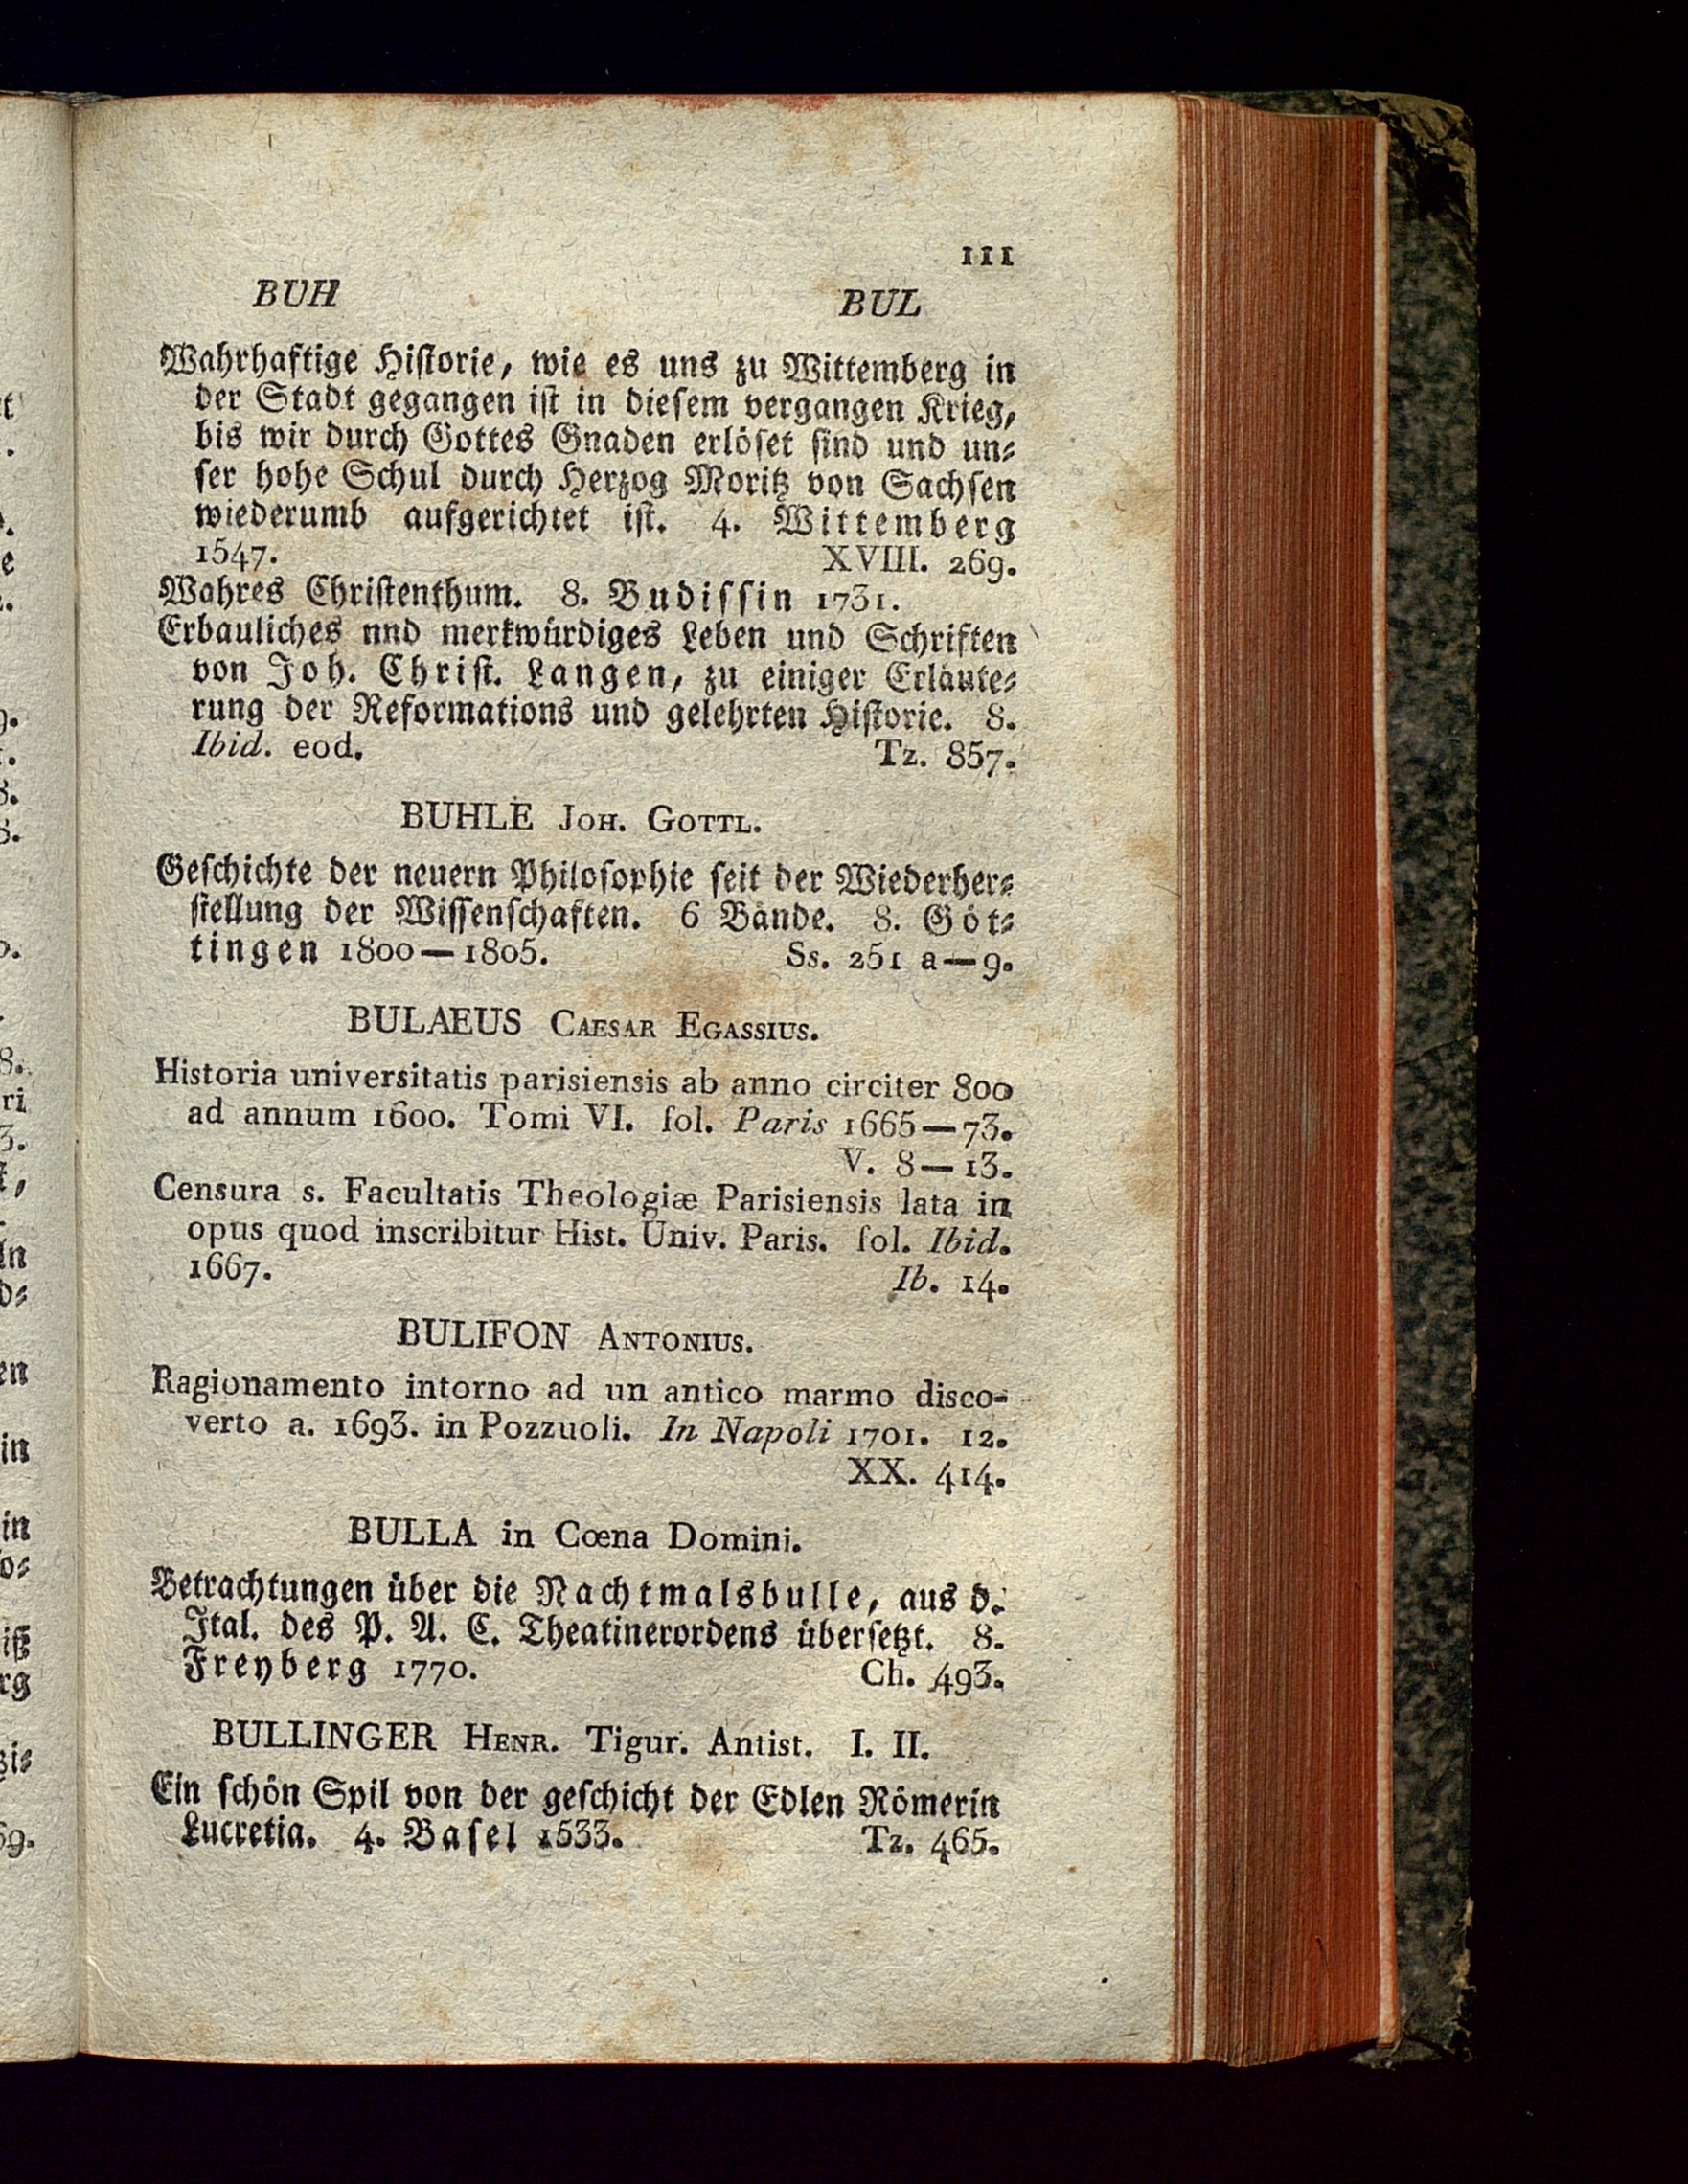 111
BUH BUL
Wahrhaftige Hiſtorie, wie es uns zu Wittemberg in
der Stadt gegangen iſt in dieſem vergangen Krieg,
bis wir durch Gottes Gnaden erlöſet ſind und un⸗
ſer hohe Schul durch Herzog Moritz von Sachſen
wiederumb aufgerichtet iſt. 4. Wittemberg
1547. XVIII. 269.
Wahres Chriſtenthum. 8. Budiſſin 1731.
Erbauliches nnd merkwürdiges Leben und Schriften
von Joh. Chriſt. Langen, zu einiger Erläute⸗
rung der Reformations und gelehrten Hiſtorie. 8.
Ibid. eod. Tz. 857.
BUHLE Joh. Gottl.
Geſchichte der neuern Philoſophie ſeit der Wiederher⸗
ſtellung der Wiſſenſchaften. 6 Bände. 8. Göt⸗
tingen 1800—1805. Ss. 251 a—g.
BULAEUS Caesar Egassius.
Historia universitatis parisiensis ab anno circiter 800
ad annum 1600. Tomi VI. fol. Paris 1665—73.
V. 8—13.
Censura s. Facultatis Theologiæ Parisiensis lata in
opus quod inscribitur Hist. Univ. Paris. fol. Ibid.
1667. Ib. 14.
BULIFON Antonius.
Ragionamento intorno ad un antico marmo disco-
verto a. 1693. in Pozzuoli. In Napoli 1701. 12.
XX. 414.
BULLA in Cœna Domini.
Betrachtungen über die Nachtmalsbulle, aus d.
Ital. des P. A. C. Theatinerordens überſetzt. 8.
Freyberg 1770. Ch. 493.
BULLINGER Henr. Tigur. Antist. I. II.
Ein ſchön Spil von der geſchicht der Edlen Römerin
Lucretia. 4. Baſel 1533. Tz. 465.